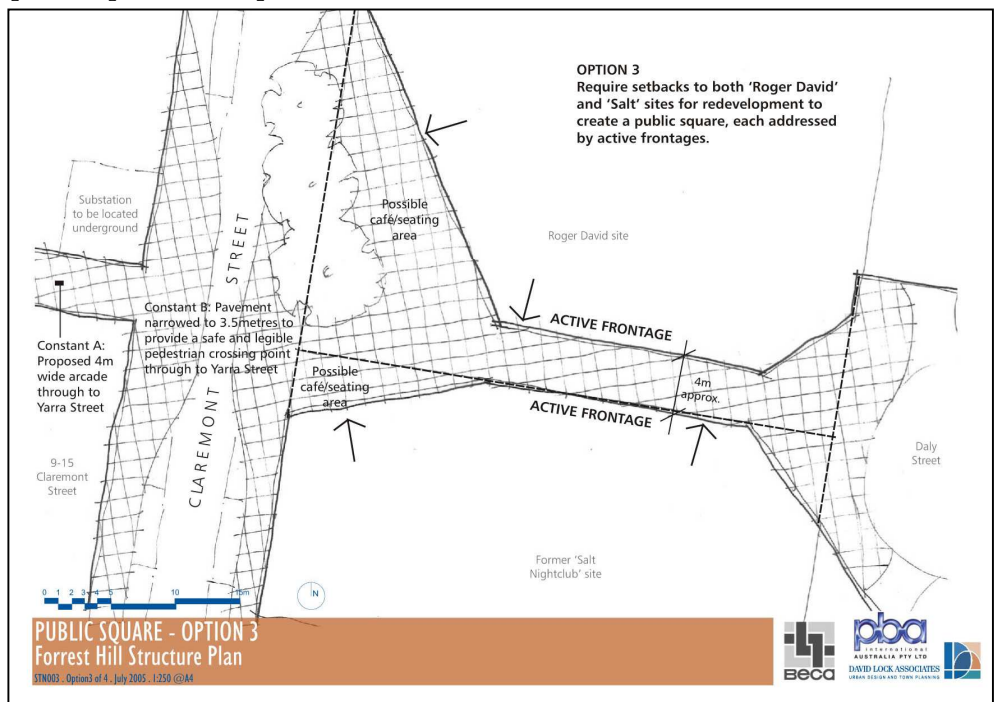 OPTION 3
Require setbacks to both ‘Roger David’
and ‘Salt’ sites for redevelopment to
create a public square, each addressed
by active frontages.
Substation
to be located
underground
Possible
café/seating
area
Roger David site
CLAREMONT STREET
Constant B: Pavement
narrowed to 3.5metres to
provide a safe and legible
pedestrian crossing point
through to Yarra Street
Constant A:
Proposed 4m
wide arcade
through to
Yarra Street
ACTIVE FRONTAGE
Possible
café/seating
area
4m
approx.
ACTIVE FRONTAGE
9-15
Claremont
Street
Daly
Street
Former ‘Salt
Nightclub’ site
0 1 2 3 4 5 10 15m
N
PUBLIC SQUARE - OPTION 3
Forrest Hill Structure Plan
STN003 . Option3 of 4 . July 2005 . 1:250 @A4
Beca
pba
international
AUSTRALIA PTY LTD
DAVID LOCK ASSOCIATES
URBAN DESIGN AND TOWN PLANNING